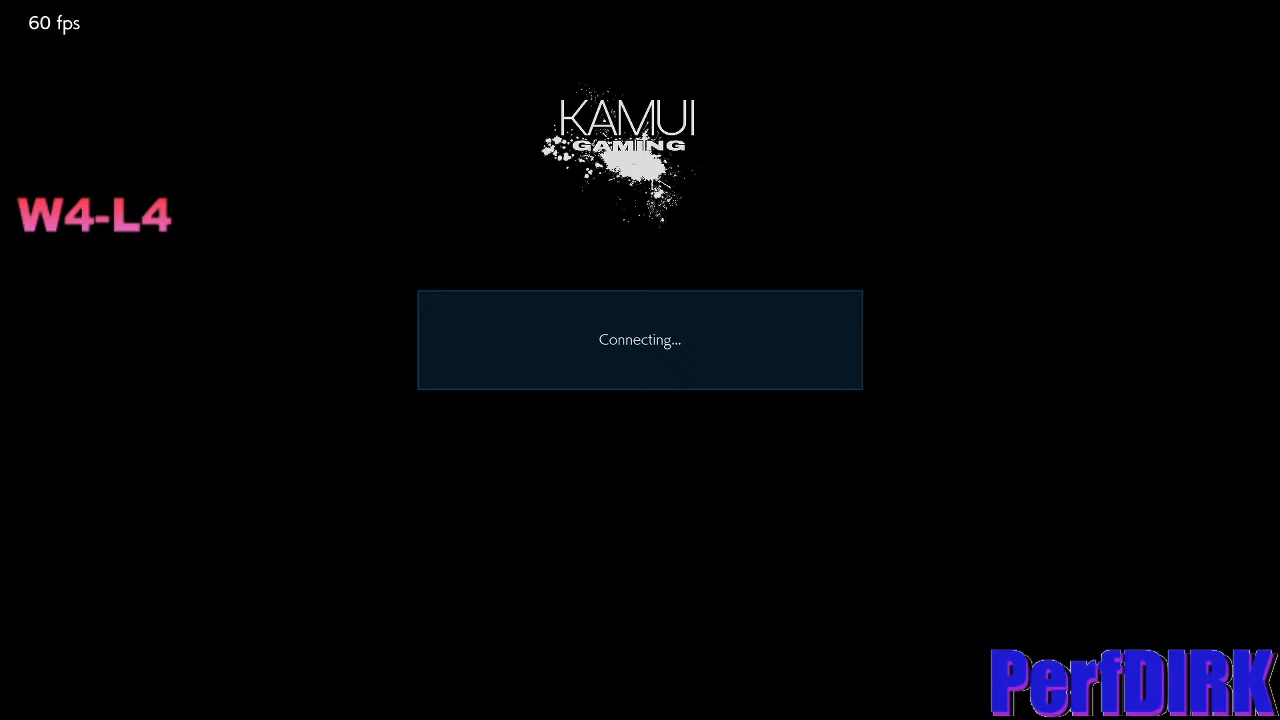 60 fps
KAMUI
GAMING
W4-L4
Connecting...
PerfDIRK